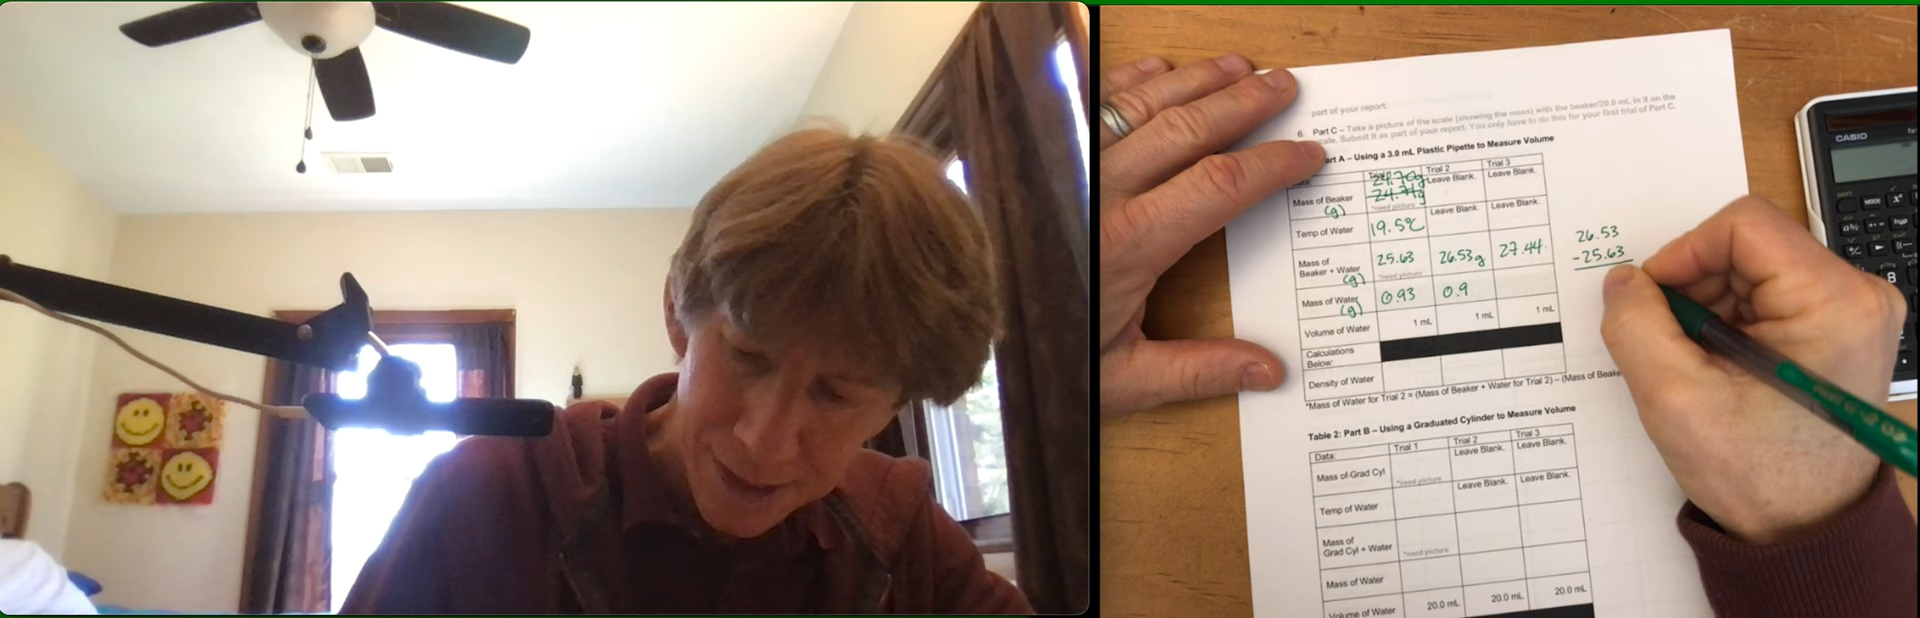 part of your report.
6. Part C – Take a picture of the scale (showing the mass) with the beaker/20.0 mL in it on the
scale. Submit it as part of your report. You only have to do this for your first trial of Part C.
art A – Using a 3.0 mL Plastic Pipette to Measure Volume
Trial 2 Trial 3
Mass of Beaker (g) 24.70g 24.71g *need picture Leave Blank. Leave Blank.
Temp of Water 19.5℃ Leave Blank. Leave Blank.
Mass of
Beaker + Water (g) 25.63 *need picture 26.53g 27.44
Mass of Water (g) 0.93 0.9
Volume of Water 1 mL 1 mL 1 mL
Calculations
Below:
Density of Water
*Mass of Water for Trial 2 = (Mass of Beaker + Water for Trial 2) – (Mass of Beake
26.53
-25.63
Table 2: Part B – Using a Graduated Cylinder to Measure Volume
Data: Trial 1 Trial 2 Trial 3
Mass of Grad Cyl *need picture Leave Blank. Leave Blank.
Temp of Water Leave Blank. Leave Blank.
Mass of
Grad Cyl + Water *need picture
Mass of Water
Volume of Water 20.0 mL 20.0 mL 20.0 mL
CASIO
MODE
hyp
8